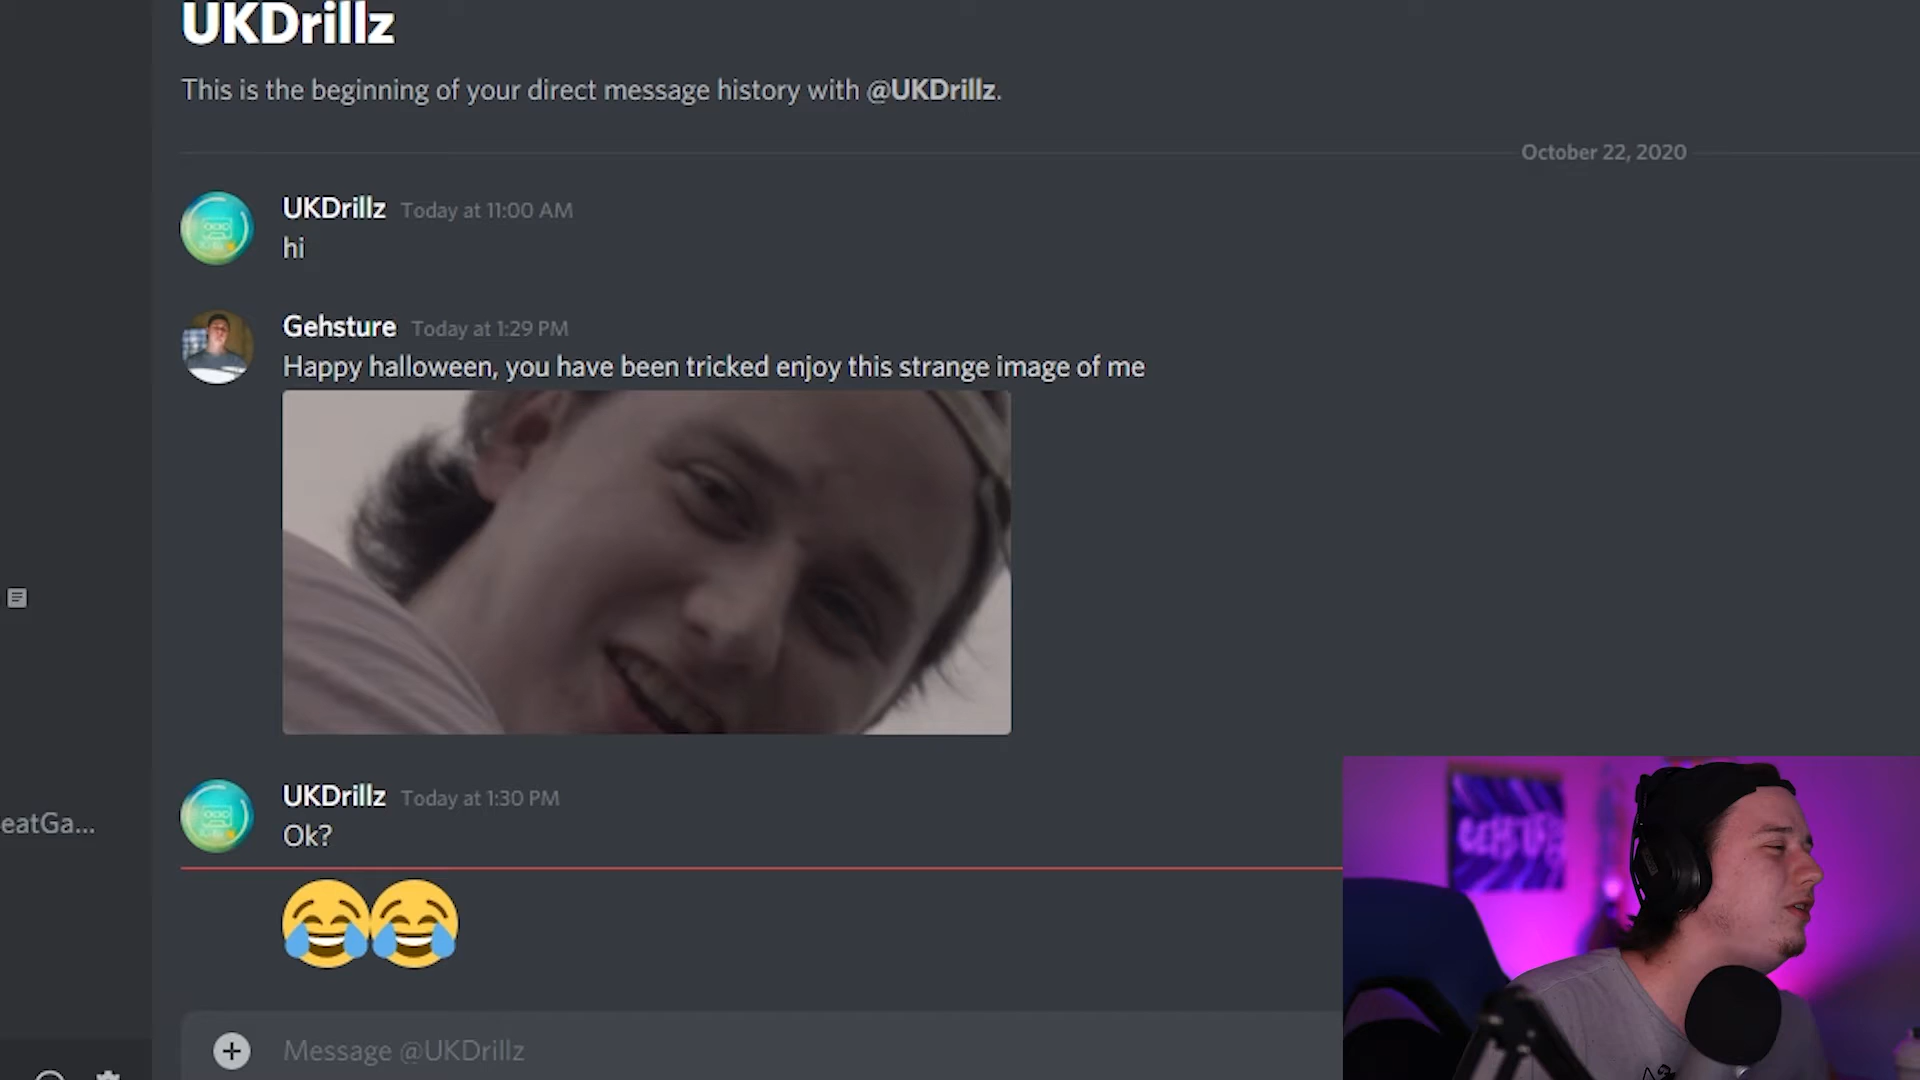 UKDrillz
This is the beginning of your direct message history with @UKDrillz.
October 22, 2020
UKDrillz Today at 11:00 AM
hi
Gehsture Today at 1:29 PM
Happy halloween, you have been tricked enjoy this strange image of me
UKDrillz Today at 1:30 PM
Ok?
eatGa...
Message @UKDrillz